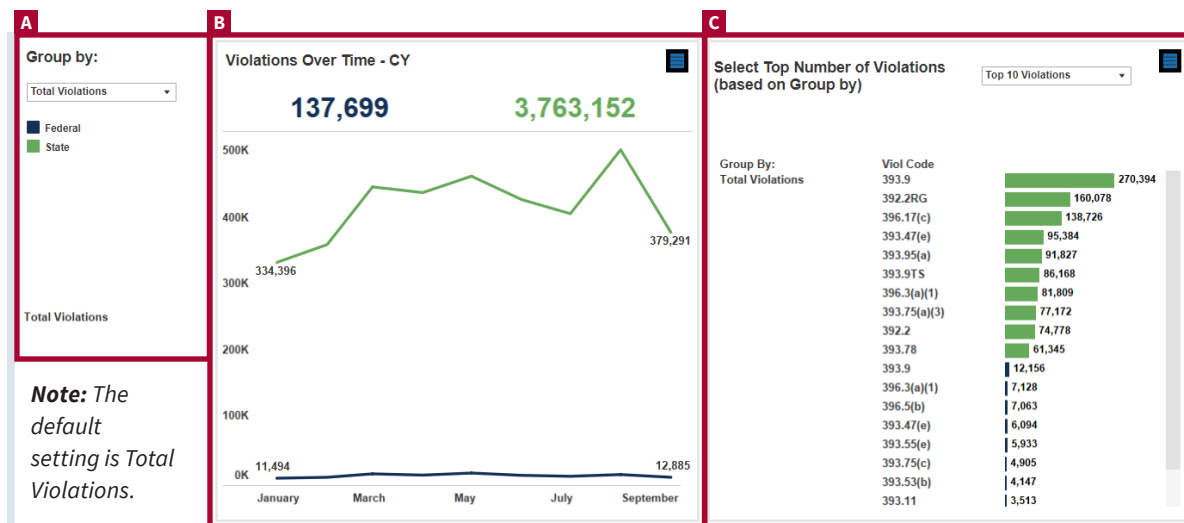 A
Group by:
Total Violations
Federal
State
Total Violations
Note: The
default
setting is Total
Violations.
B
Violations Over Time - CY
137,699 3,763,152
500K
400K
300K
200K
100K
0K
334,396
379,291
11,494
12,885
January March May July September
C
Select Top Number of Violations
(based on Group by)
Top 10 Violations
Group By: Viol Code
Total Violations 393.9 270,394
392.2RG 160,078
396.17(c) 138,726
393.47(e) 95,384
393.95(a) 91,827
393.9TS 86,168
396.3(a)(1) 81,809
393.75(a)(3) 77,172
392.2 74,778
393.78 61,345
393.9 12,156
396.3(a)(1) 7,128
396.5(b) 7,063
393.47(e) 6,094
393.55(e) 5,933
393.75(c) 4,905
393.53(b) 4,147
393.11 3,513